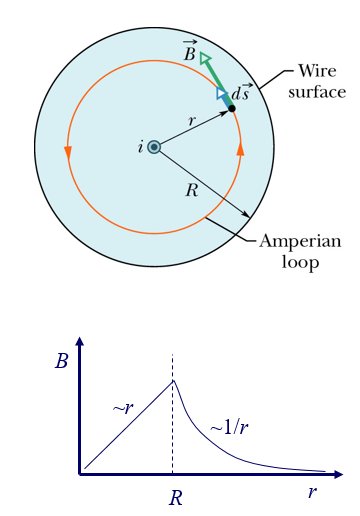 B⃗
ds⃗
Wire
surface
r
i
R
Amperian
loop
B
~r
~1/r
R
r